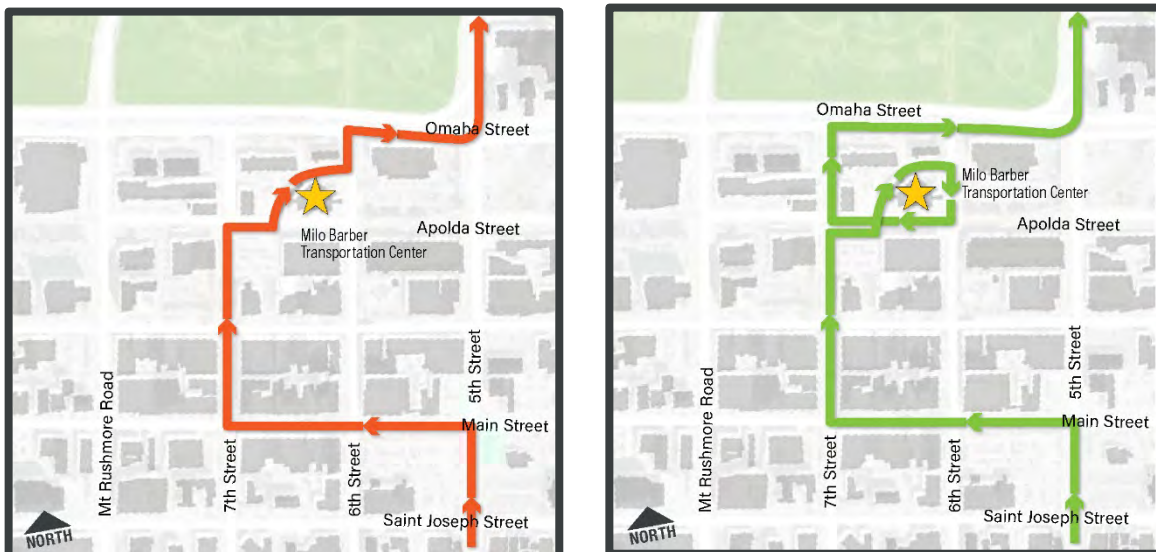 Omaha Street
Milo Barber
Transportation Center
Apolda Street
5th Street
Mt Rushmore Road
Main Street
7th Street
6th Street
Saint Joseph Street
NORTH
Omaha Street
Milo Barber
Transportation Center
Apolda Street
5th Street
Mt Rushmore Road
Main Street
7th Street
6th Street
Saint Joseph Street
NORTH